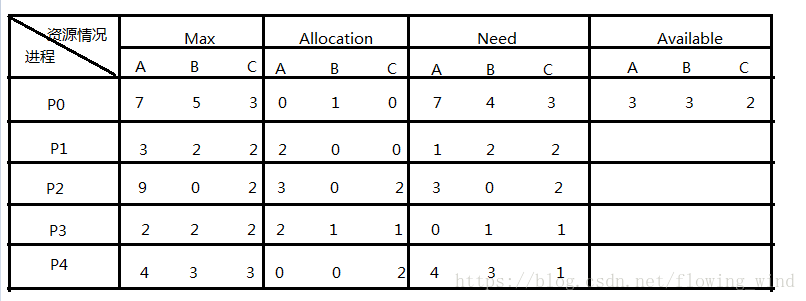 资源情况
进程
Max Allocation Need Available
A B C A B C A B C A B C
P0 7 5 3 0 1 0 7 4 3 3 3 2
P1 3 2 2 2 0 0 1 2 2
P2 9 0 2 3 0 2 3 0 2
P3 2 2 2 2 1 1 0 1 1
P4 4 3 3 0 0 2 4 3 1
https://blog.csdn.net/flowing_wind